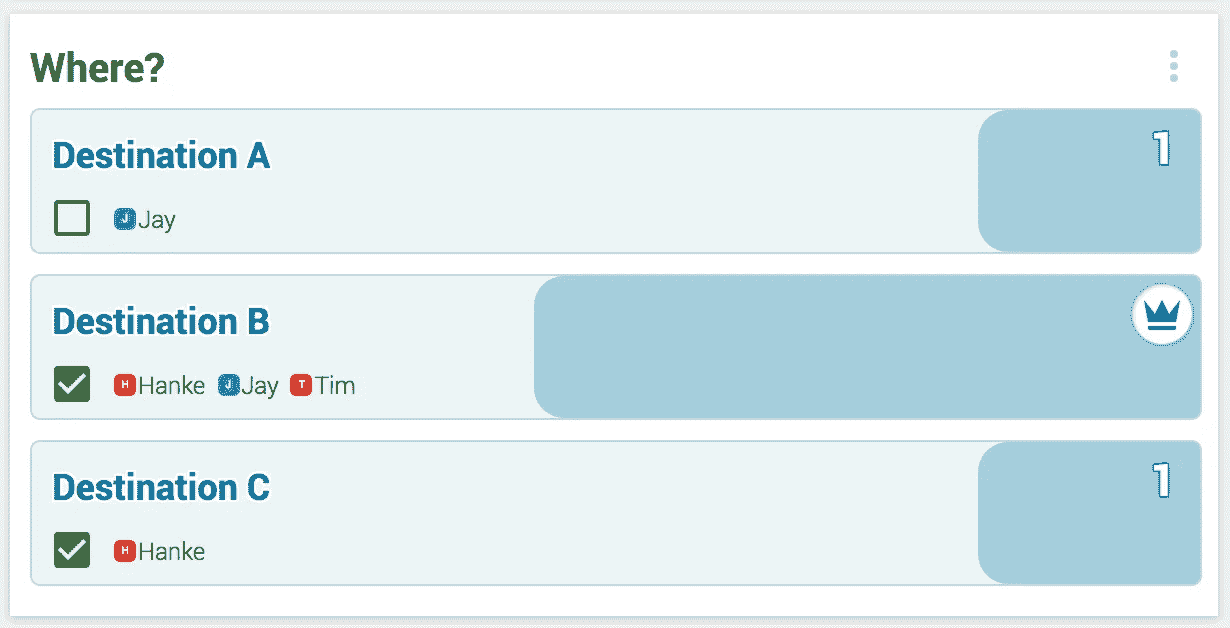 Where?
Destination A
1
J Jay
Destination B
H Hanke J Jay T Tim
Destination C
1
H Hanke